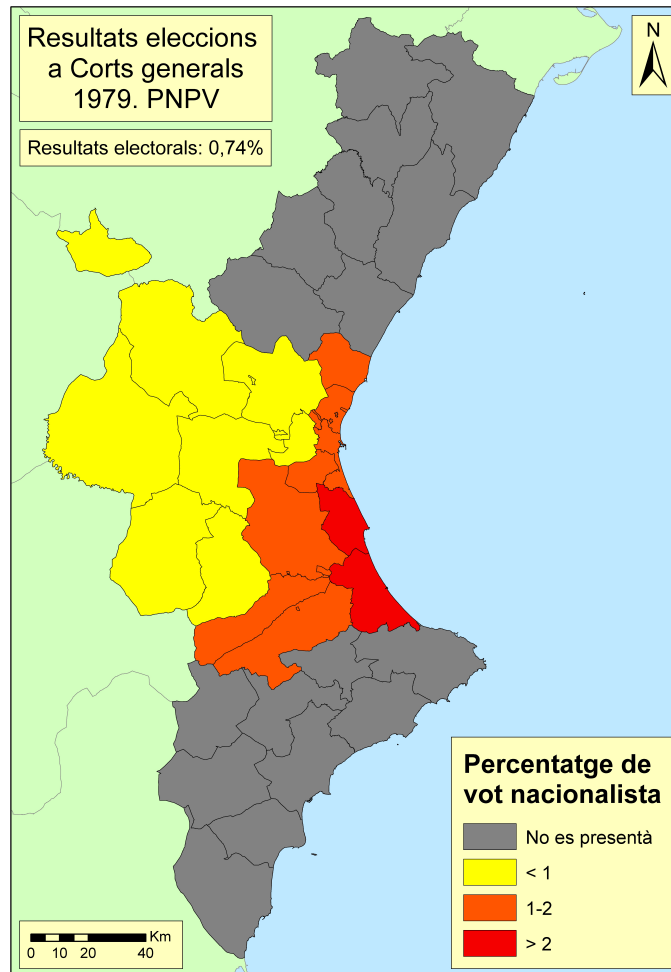 Resultats eleccions
a Corts generals
1979. PNPV
Resultats electorals: 0,74%
N
Percentatge de
vot nacionalista
No es presentà
< 1
1-2
> 2
Km
0 10 20 40